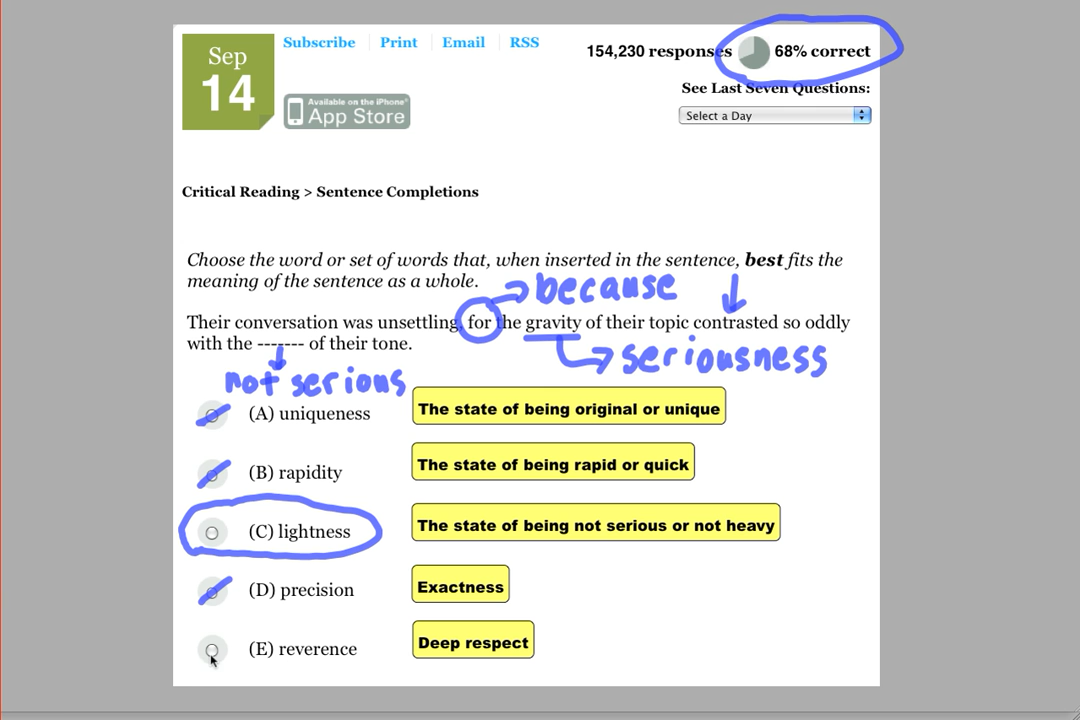 Subscribe Print Email RSS
154,230 responses 68% correct
Sep
14
See Last Seven Questions:
Available on the iPhone
App Store
Select a Day
Critical Reading > Sentence Completions
Choose the word or set of words that, when inserted in the sentence, best fits the
meaning of the sentence as a whole.
because
Their conversation was unsettling, for the gravity of their topic contrasted so oddly
with the ------- of their tone.
seriousness
not serious
(A) uniqueness The state of being original or unique
(B) rapidity The state of being rapid or quick
(C) lightness The state of being not serious or not heavy
(D) precision Exactness
(E) reverence Deep respect